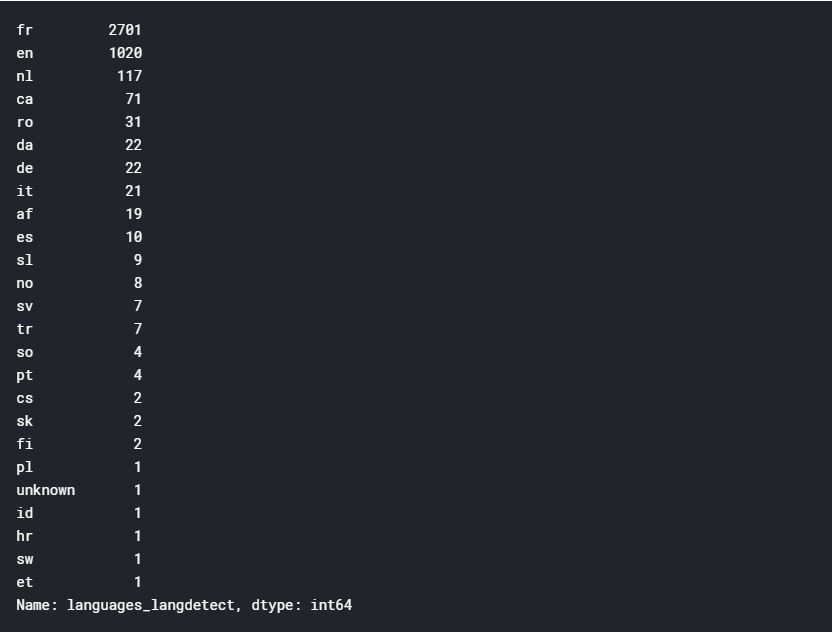 fr 2701
en 1020
nl 117
ca 71
ro 31
da 22
de 22
it 21
af 19
es 10
sl 9
no 8
sv 7
tr 7
so 4
pt 4
cs 2
sk 2
fi 2
pl 1
unknown 1
id 1
hr 1
sw 1
et 1
Name: languages_langdetect, dtype: int64